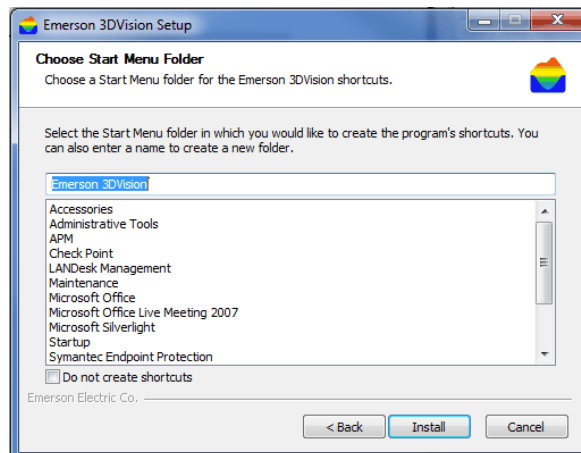 Emerson 3DVision Setup
Choose Start Menu Folder
Choose a Start Menu folder for the Emerson 3DVision shortcuts.
Select the Start Menu folder in which you would like to create the program's shortcuts. You
can also enter a name to create a new folder.
Emerson 3DVision
Accessories
Administrative Tools
APM
Check Point
LANDesk Management
Maintenance
Microsoft Office
Microsoft Office Live Meeting 2007
Microsoft Silverlight
Startup
Symantec Endpoint Protection
Do not create shortcuts
Emerson Electric Co.
< Back Install Cancel